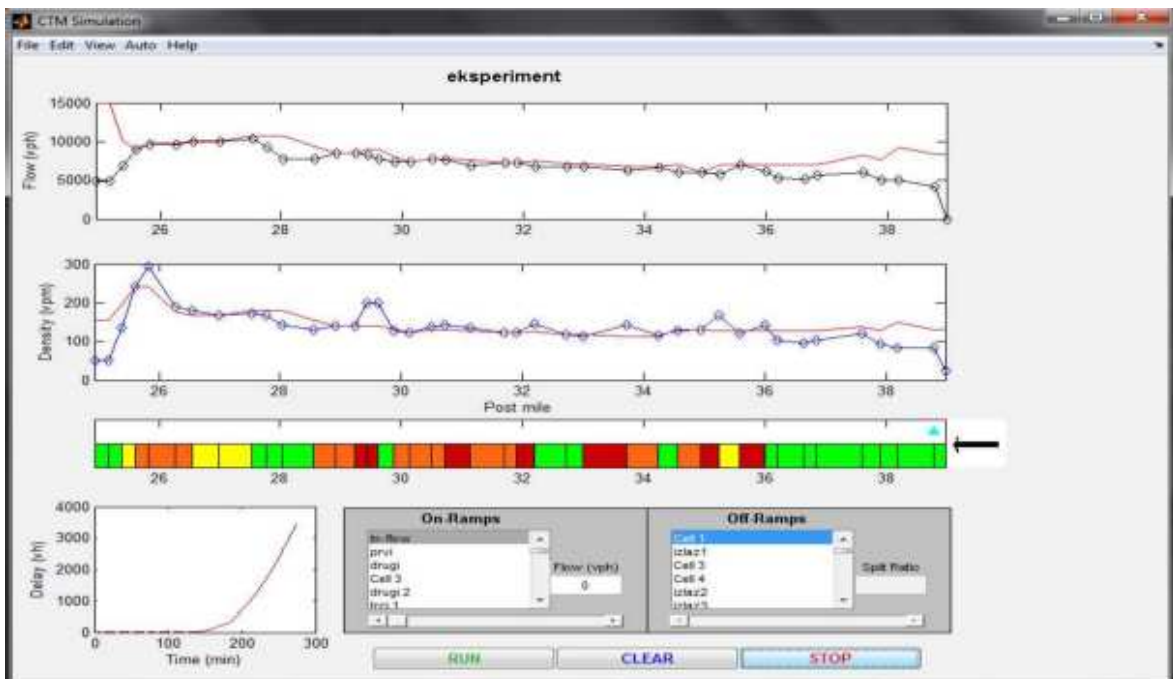 CTM Simulation
File Edit View Auto Help
eksperiment
Flow (vph)
15000
10000
5000
0
26 28 30 32 34 36 38
Density (vpm)
300
200
100
0
26 28 30 32 34 36 38
Post mile
26 28 30 32 34 36 38
Delay (vh)
4000
3000
2000
1000
0
0 100 200 300
Time (min)
On-Ramps
In-flow
prvi
drugi
Cell 3
drugi 2
Flow (vph)
0
Off-Ramps
Cell 1
izlaz1
Cell 3
Cell 4
izlaz2
izlaz3
Split Ratio
RUN
CLEAR
STOP